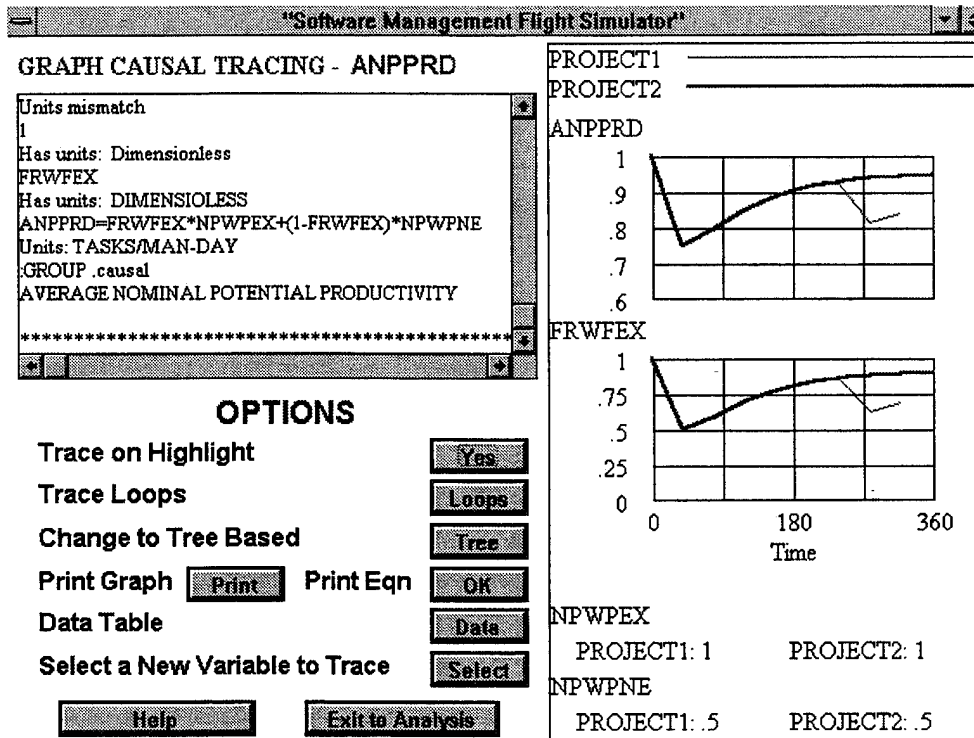 "Software Management Flight Simulator"
GRAPH CAUSAL TRACING - ANPPRD
Units mismatch
1
Has units: Dimensionless
FRWFEX
Has units: DIMENSIOLESS
ANPPRD=FRWFEX*NPWPEX+(1-FRWFEX)*NPWPNE
Units: TASKS/MAN-DAY
:GROUP .causal
AVERAGE NOMINAL POTENTIAL PRODUCTIVITY
************************************************
OPTIONS
Trace on Highlight Yes
Trace Loops Loops
Change to Tree Based Tree
Print Graph Print Print Eqn OK
Data Table Data
Select a New Variable to Trace Select
Help Exit to Analysis
PROJECT1
PROJECT2
ANPPRD
1
.9
.8
.7
.6
FRWFEX
1
.75
.5
.25
0
0 180 360
Time
NPWPEX
PROJECT1: 1 PROJECT2: 1
NPWPNE
PROJECT1: .5 PROJECT2: .5